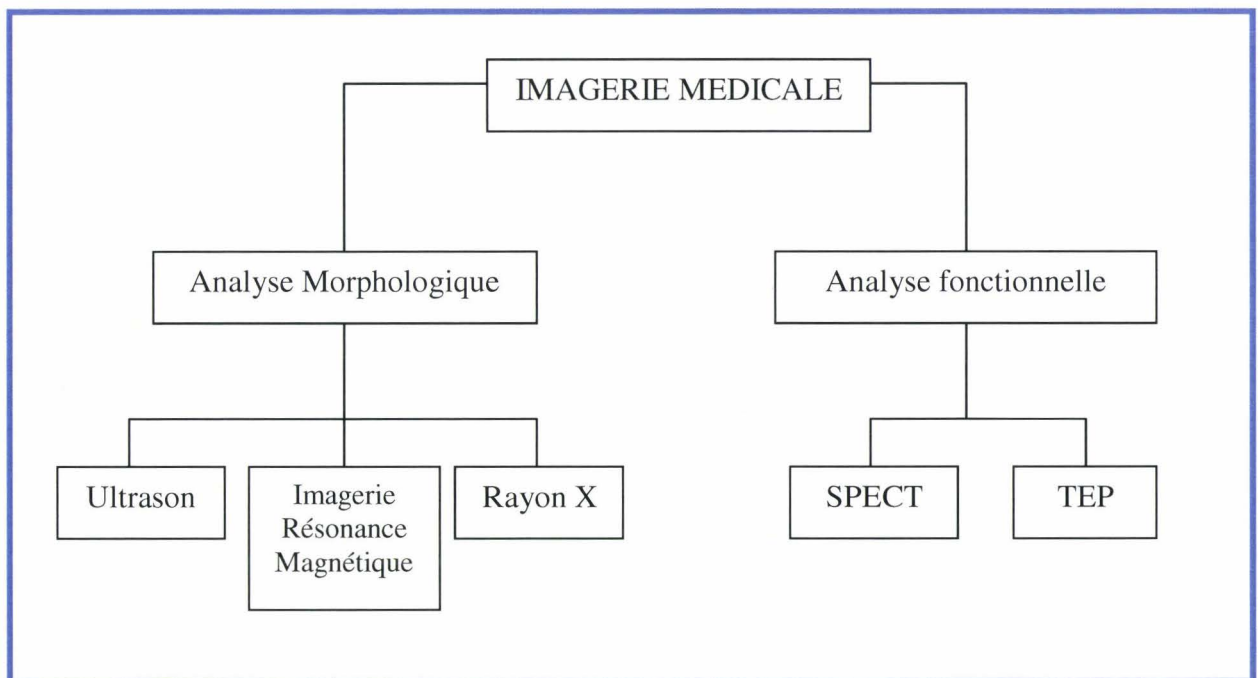 IMAGERIE MEDICALE
Analyse Morphologique
Analyse fonctionnelle
Ultrason
Imagerie
Résonance
Magnétique
Rayon X
SPECT
TEP